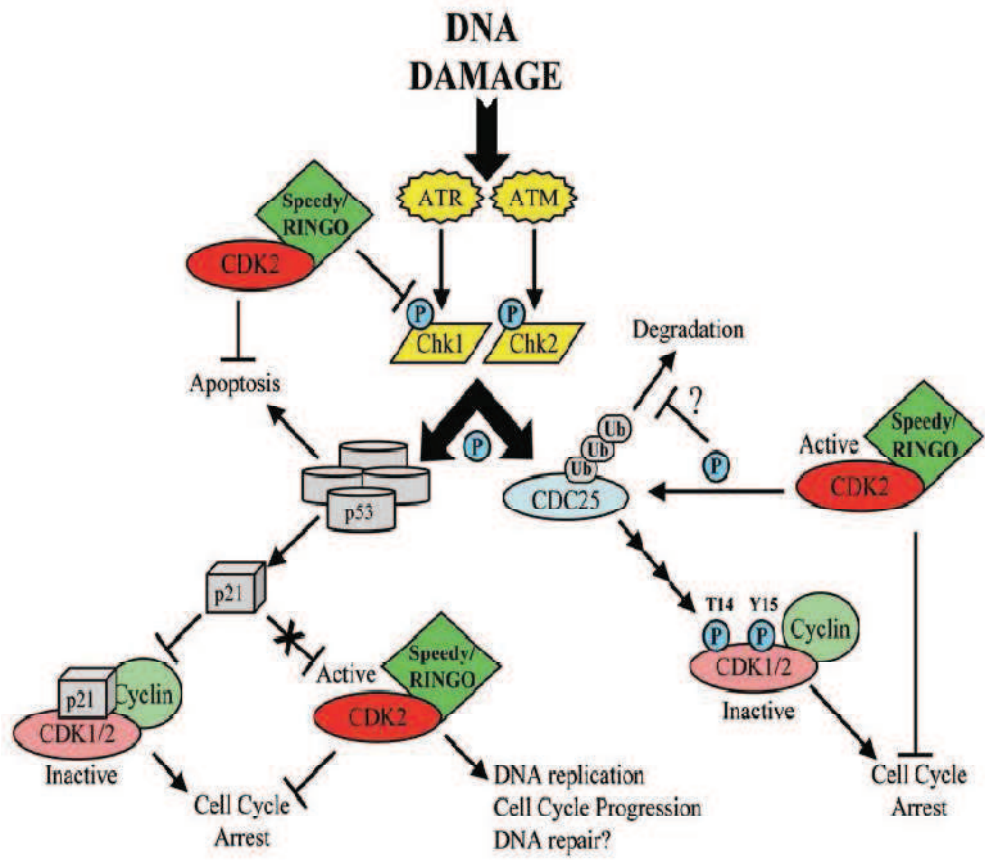 DNA
DAMAGE
ATR
ATM
Speedy/
RINGO
CDK2
P
P
Chk1
Chk2
Degradation
Apoptosis
?
P
Ub
Ub
Ub
P
Active
Speedy/
RINGO
CDK2
p53
CDC25
p21
T14
Y15
P
P
Cyclin
CDK1/2
Inactive
Active
Speedy/
RINGO
CDK2
p21
Cyclin
CDK1/2
Inactive
Cell Cycle
Arrest
DNA replication
Cell Cycle Progression
DNA repair?
Cell Cycle
Arrest